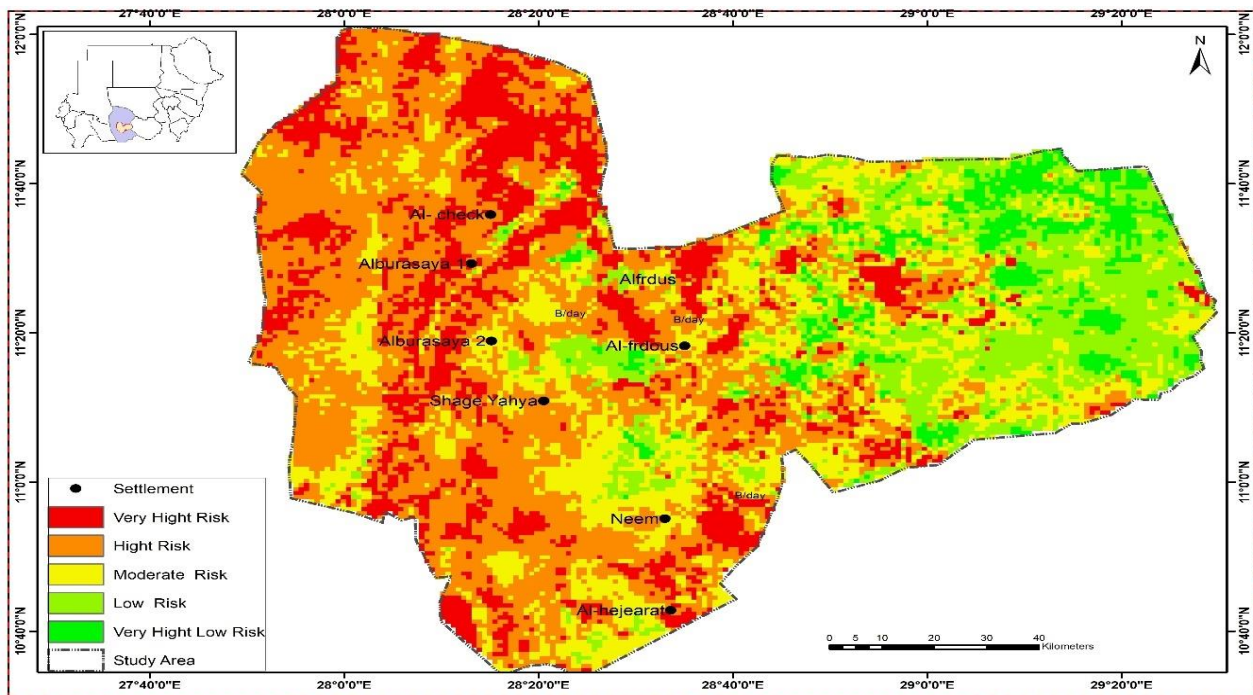 27°40'0"E 28°0'0"E 28°20'0"E 28°40'0"E 29°0'0"E 29°20'0"E
12°0'0"N 12°0'0"N
N
11°40'0"N 11°40'0"N
Al- check
Alburasaya 1
Alfrdus
B/day B/day
11°20'0"N 11°20'0"N
Alburasaya 2 Al-frdous
Shage Yahya
11°0'0"N 11°0'0"N
B/day
Neem
Al-hejearat
10°40'0"N 10°40'0"N
Settlement
Very Hight Risk
Hight Risk
Moderate Risk
Low Risk
Very Hight Low Risk
Study Area
0 5 10 20 30 40
Kilometers
27°40'0"E 28°0'0"E 28°20'0"E 28°40'0"E 29°0'0"E 29°20'0"E